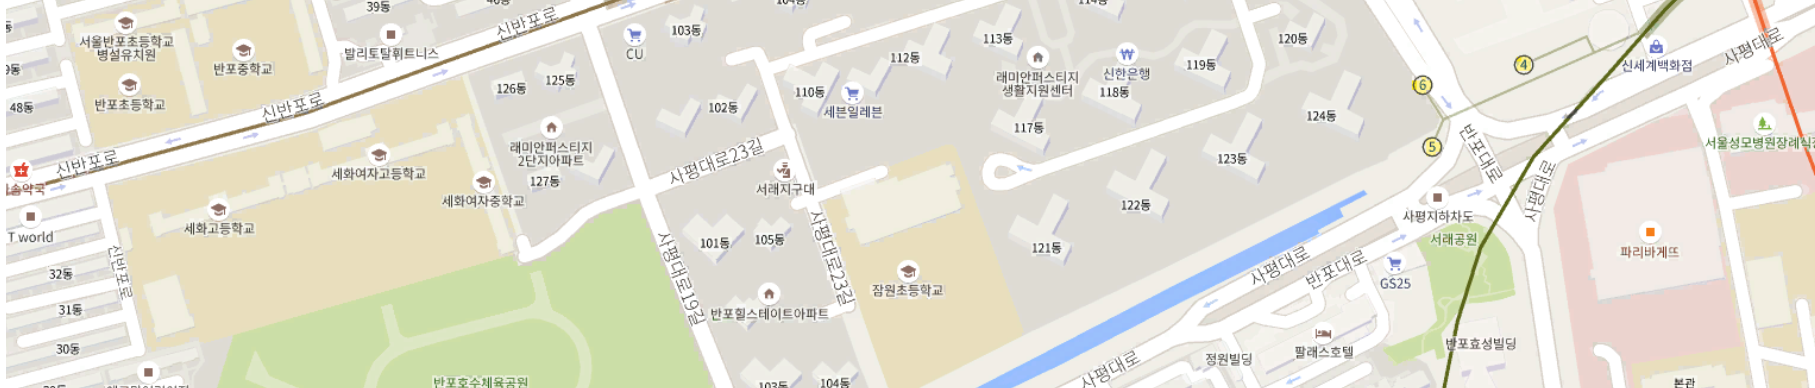 39동
104동
114동
서울반포초등학교
병설유치원
반포중학교
발리토탈휘트니스
신반포로
CU
103동
113동
120동
112동
래미안퍼스티지
생활지원센터
신한은행
119동
신세계백화점
사평대로
4
6
반포초등학교
126동
125동
110동
세븐일레븐
118동
48동
신반포로
102동
117동
124동
래미안퍼스티지
2단지아파트
127동
사평대로23길
신반포로
세화여자고등학교
123동
5
반포대로
서울성모병원장례식장
서래지구대
세화여자중학교
122동
사평지하차도
사평대로
T world
세화고등학교
101동
105동
사평대로23길
121동
서래공원
파리바게뜨
신반포로
32동
사평대로19길
잠원초등학교
사평대로
반포대로
GS25
31동
반포힐스테이트아파트
30동
정원빌딩
팔래스호텔
반포효성빌딩
사평대로
반포호수체육공원
103동
104동
본관